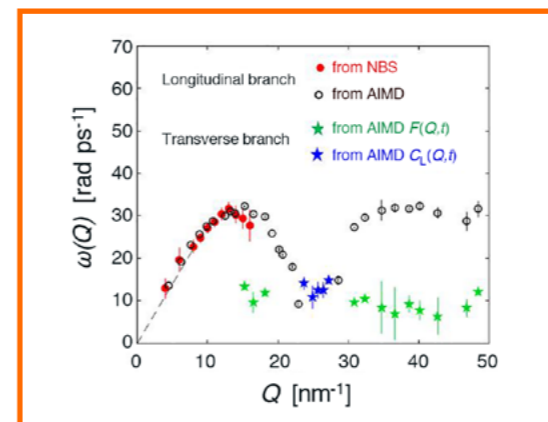 70
60
50
40
30
20
10
0
ω(Q) [rad ps⁻¹]
Longitudinal branch
from NBS
from AIMD
Transverse branch
from AIMD F(Q,t)
from AIMD C_L(Q,t)
0 10 20 30 40 50
Q [nm⁻¹]